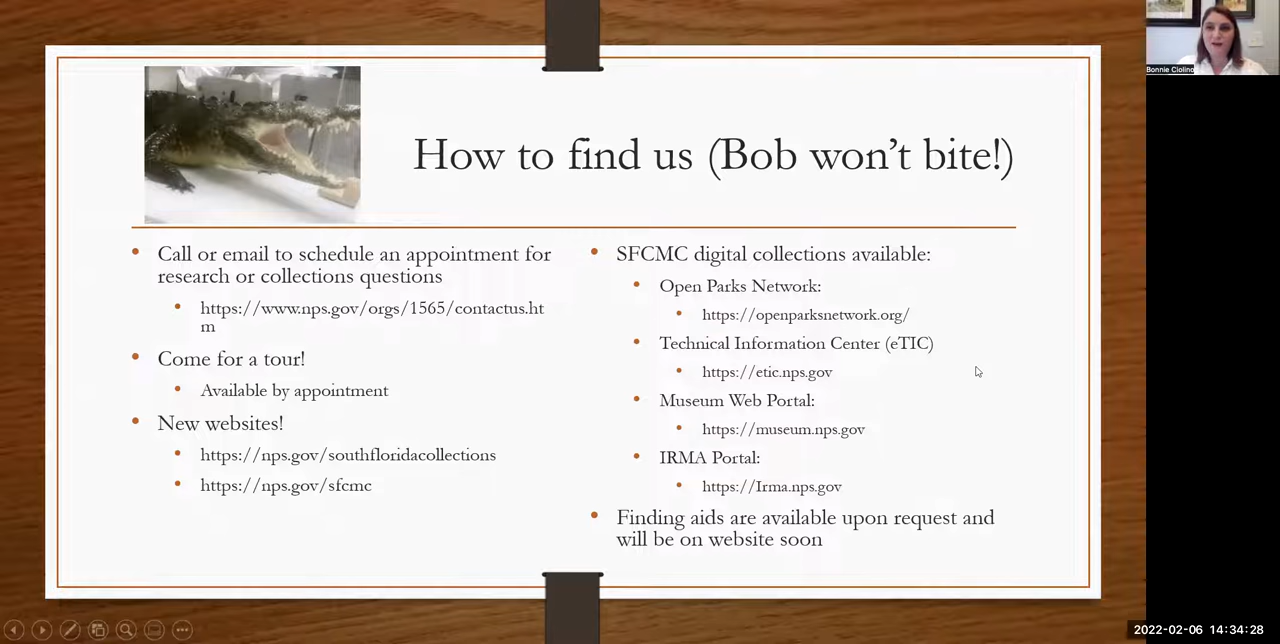 How to find us (Bob won't bite!)
• Call or email to schedule an appointment for
research or collections questions
• https://www.nps.gov/orgs/1565/contactus.ht
m
• Come for a tour!
• Available by appointment
• New websites!
• https://nps.gov/southfloridacollections
• https://nps.gov/sfcmc
• SFCMC digital collections available:
• Open Parks Network:
• https://openparksnetwork.org/
• Technical Information Center (eTIC)
• https://etic.nps.gov
• Museum Web Portal:
• https://museum.nps.gov
• IRMA Portal:
• https://Irma.nps.gov
• Finding aids are available upon request and
will be on website soon
Bonnie Ciolino
2022-02-06 14:34:28